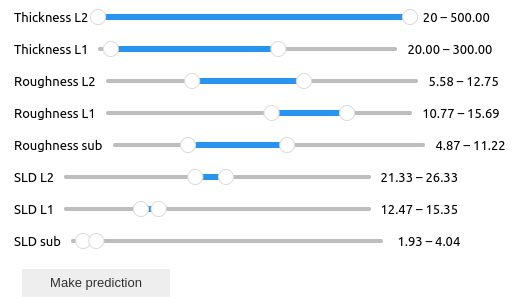 Thickness L2 20 – 500.00
Thickness L1 20.00 – 300.00
Roughness L2 5.58 – 12.75
Roughness L1 10.77 – 15.69
Roughness sub 4.87 – 11.22
SLD L2 21.33 – 26.33
SLD L1 12.47 – 15.35
SLD sub 1.93 – 4.04
Make prediction